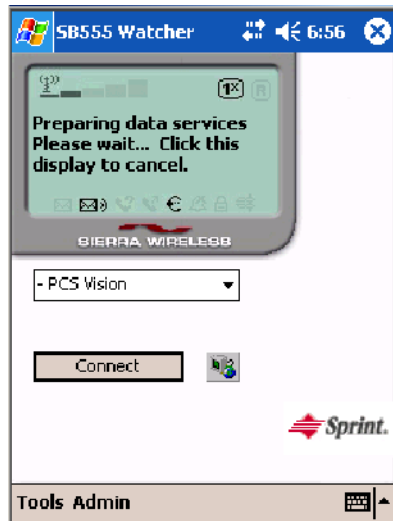 SB555 Watcher 6:56
1X R
Preparing data services
Please wait... Click this
display to cancel.
SIERRA WIRELESS
- PCS Vision
Connect
Sprint.
Tools Admin